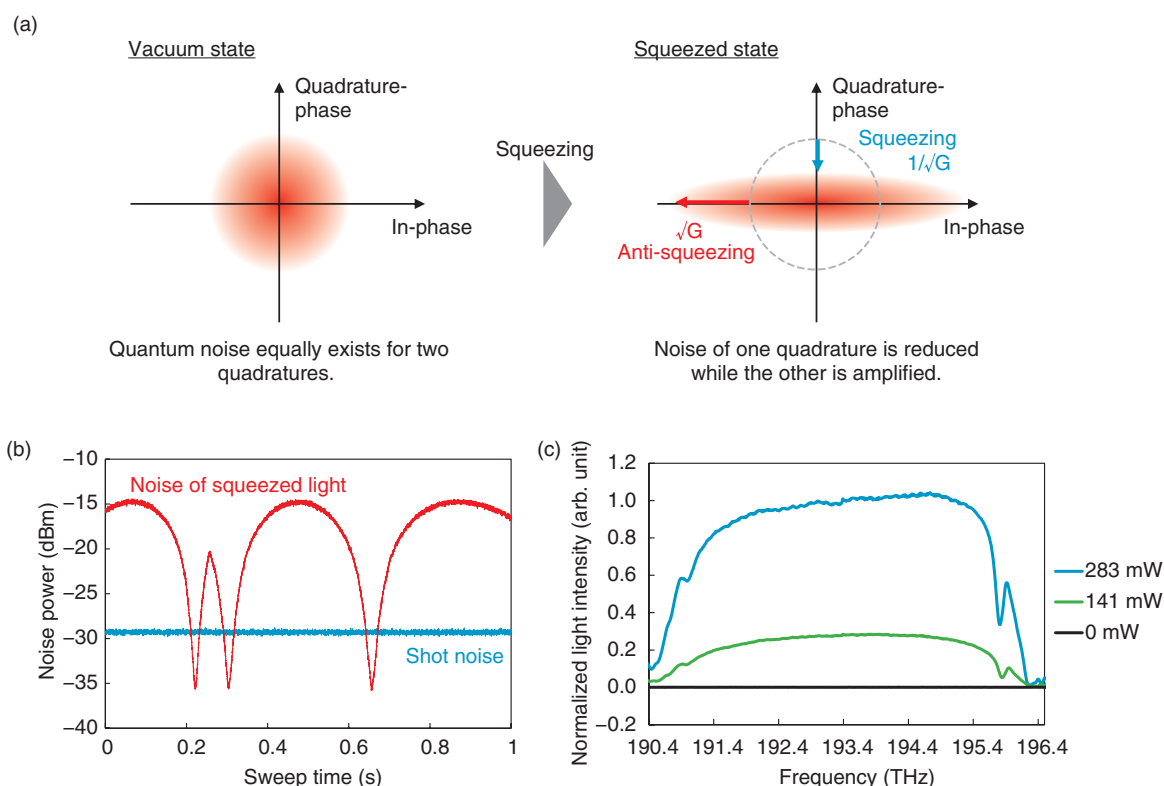 (a)
Vacuum state
Quadrature-
phase
In-phase
Quantum noise equally exists for two
quadratures.
Squeezing
Squeezed state
Quadrature-
phase
Squeezing
1/√G
√G
Anti-squeezing
In-phase
Noise of one quadrature is reduced
while the other is amplified.
(b)
Noise power (dBm)
−10
−15
−20
−25
−30
−35
−40
Noise of squeezed light
Shot noise
0 0.2 0.4 0.6 0.8 1
Sweep time (s)
(c)
Normalized light intensity (arb. unit)
1.2
1.0
0.8
0.6
0.4
0.2
0.0
−0.2
190.4 191.4 192.4 193.4 194.4 195.4 196.4
Frequency (THz)
283 mW
141 mW
0 mW